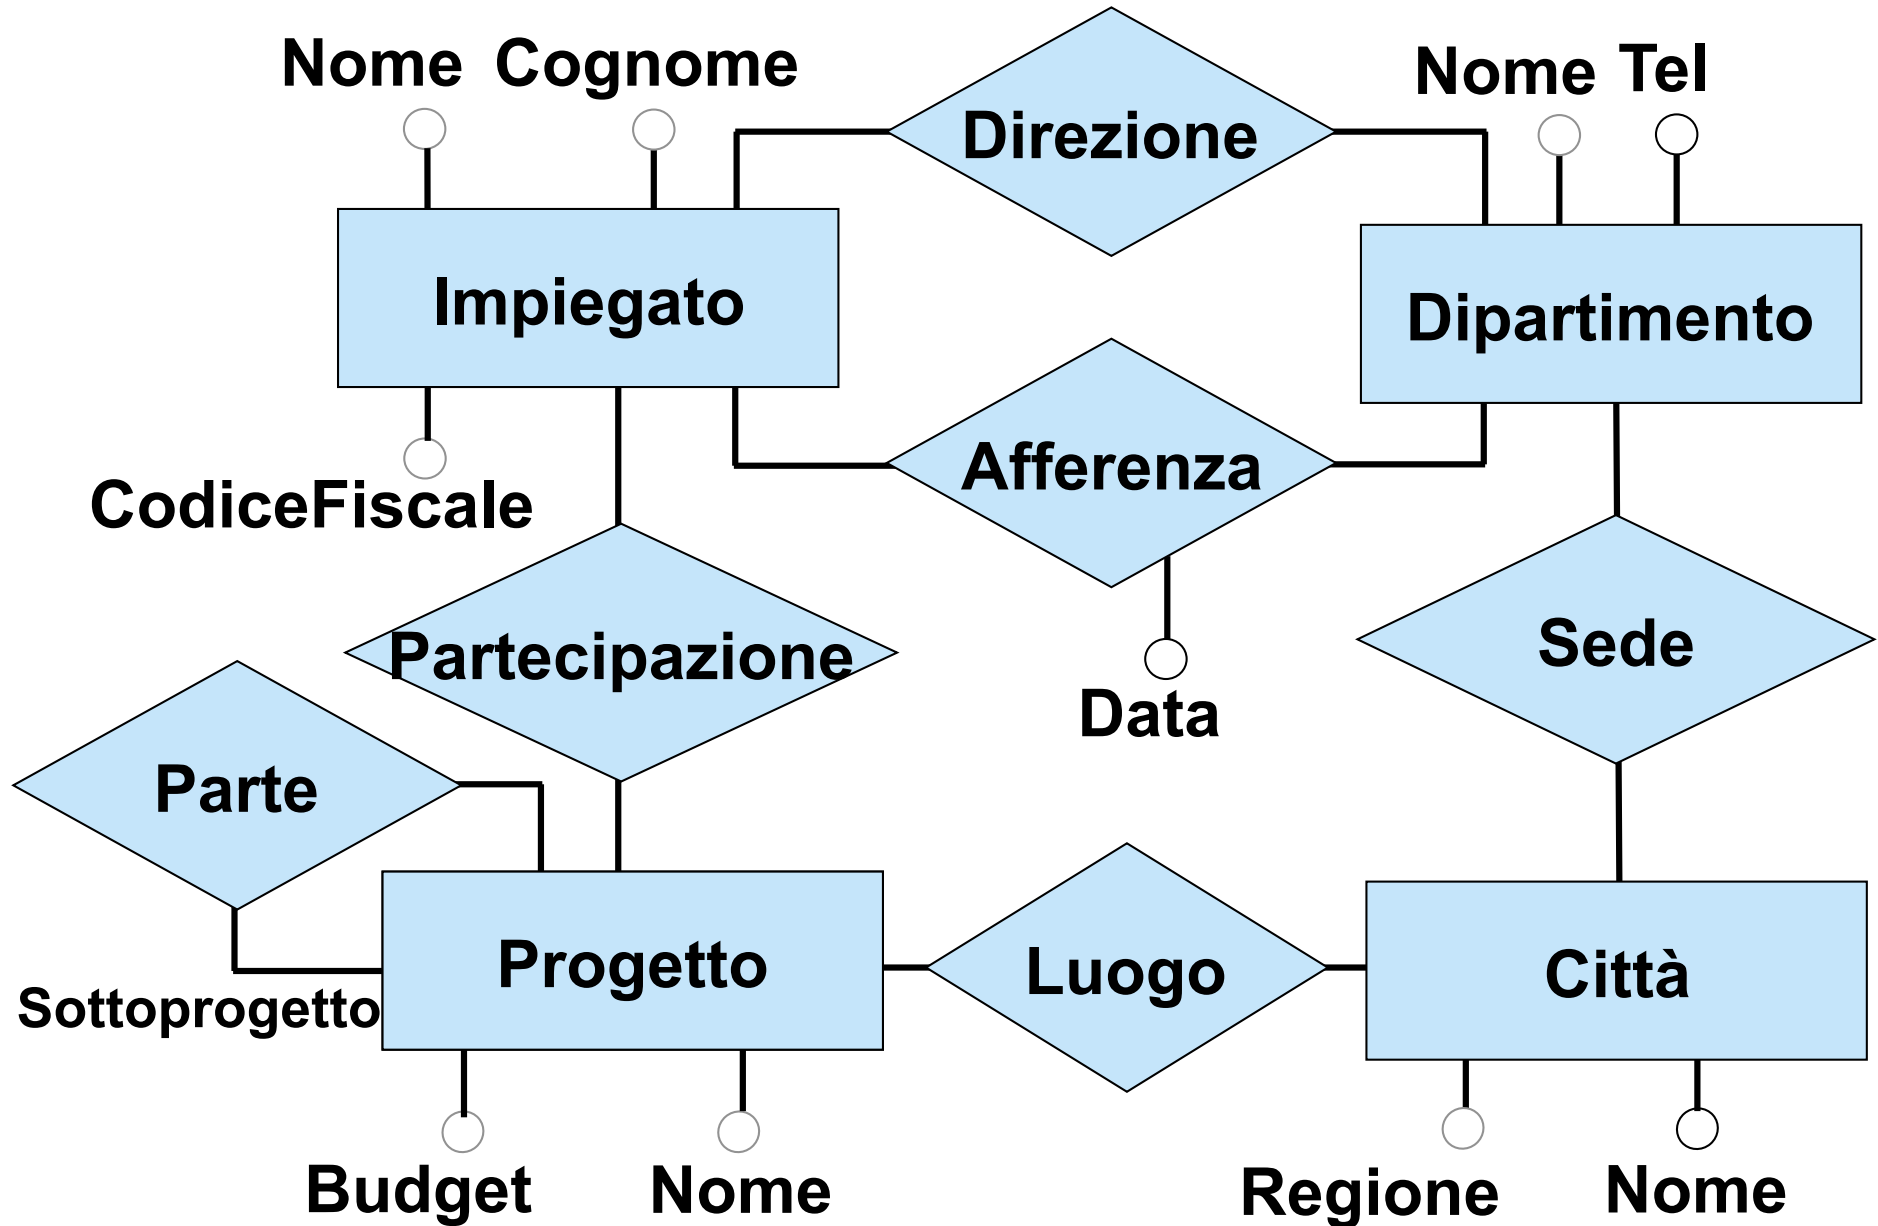 Nome Cognome
Nome Tel
Direzione
Impiegato
Dipartimento
Afferenza
CodiceFiscale
Partecipazione
Sede
Data
Parte
Progetto
Luogo
Città
Sottoprogetto
Budget
Nome
Regione
Nome